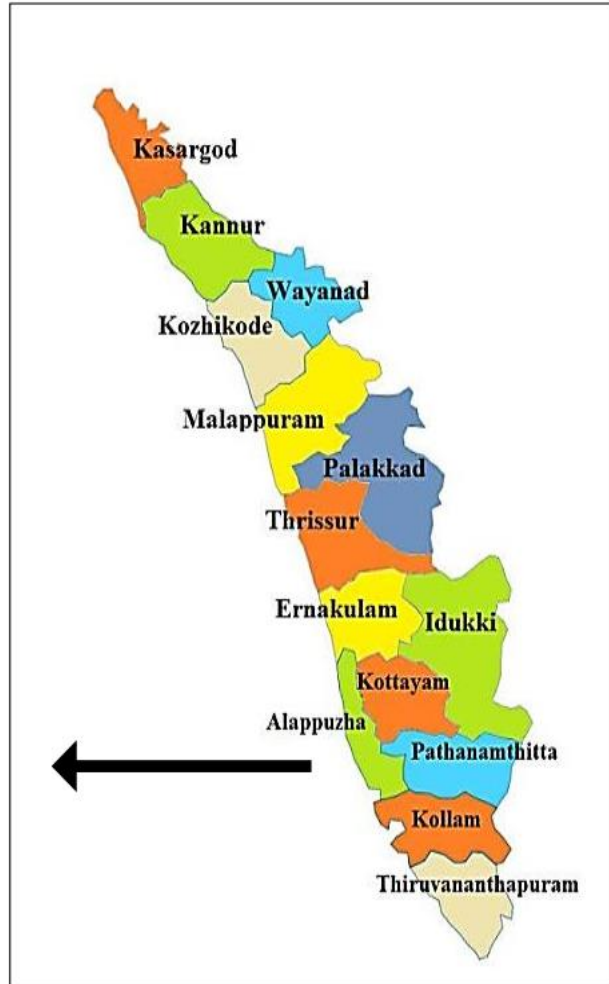 Kasargod
Kannur
Wayanad
Kozhikode
Malappuram
Palakkad
Thrissur
Ernakulam
Idukki
Kottayam
Alappuzha
Pathanamthitta
Kollam
Thiruvananthapuram